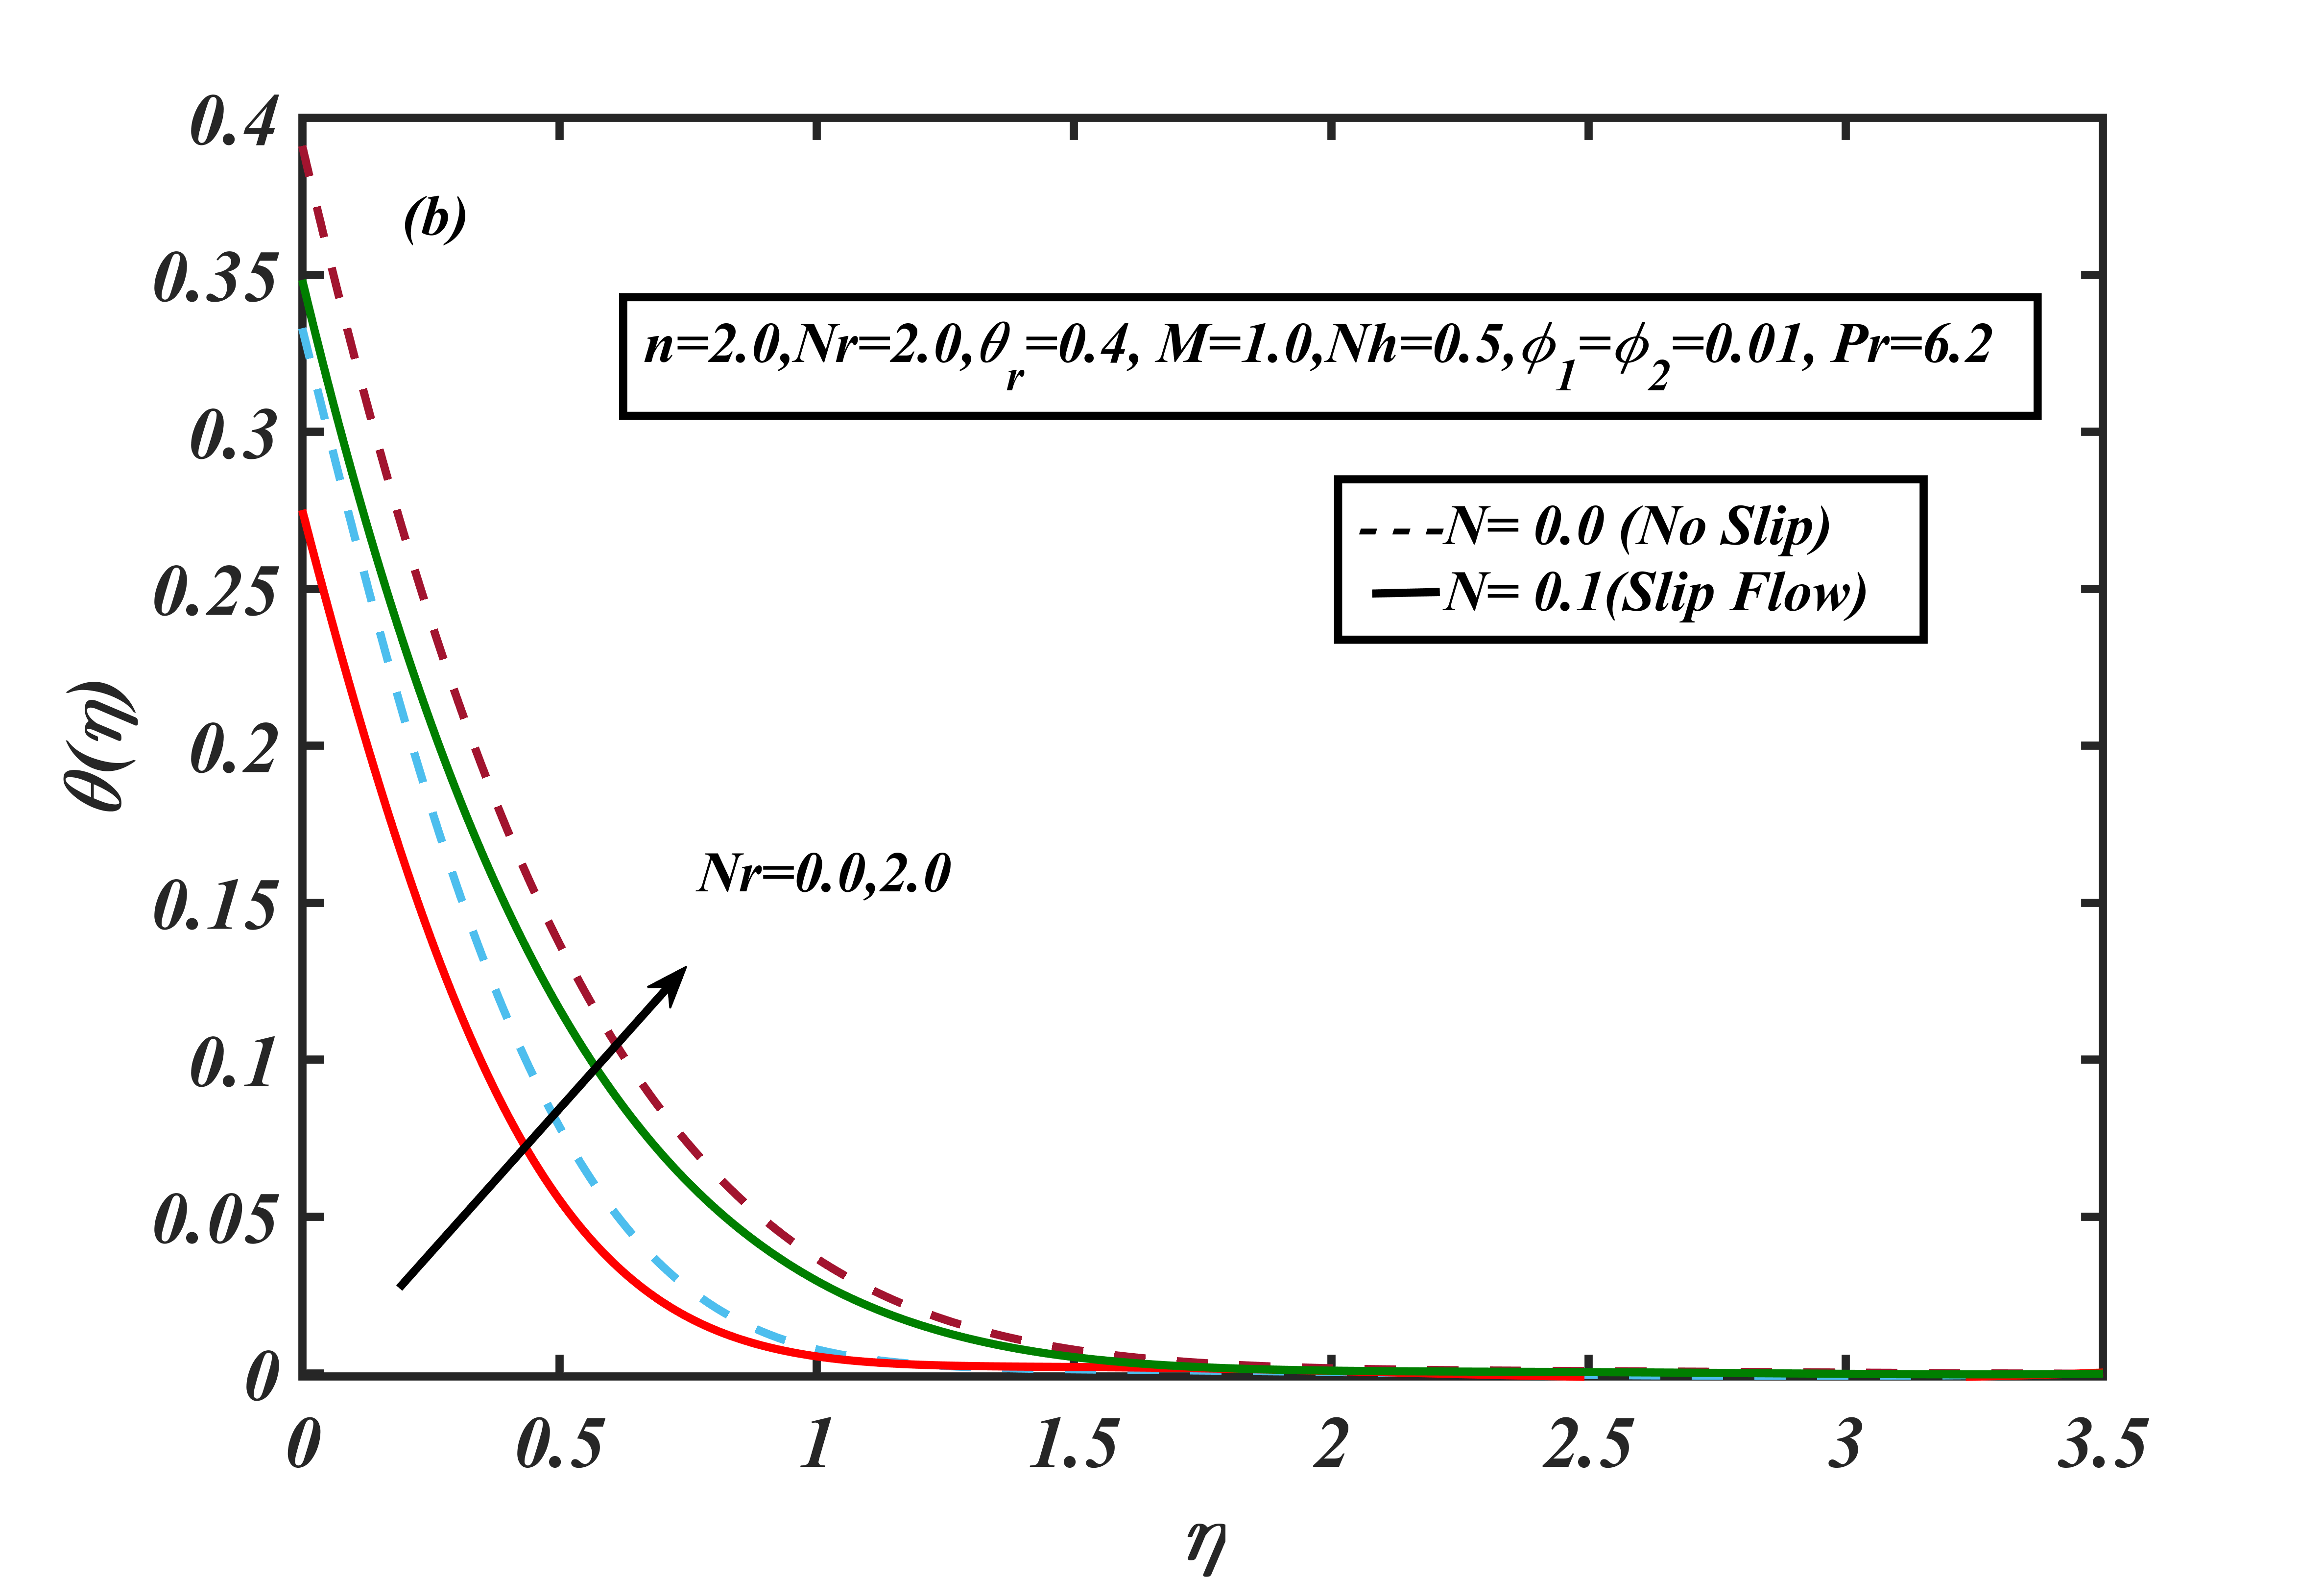 0.4
(b)
0.35
n=2.0,Nr=2.0,θr=0.4, M=1.0,Nh=0.5,ϕ1=ϕ2=0.01, Pr=6.2
0.3
N= 0.0 (No Slip)
N= 0.1(Slip Flow)
0.25
θ(η)
0.2
Nr=0.0,2.0
0.15
0.1
0.05
0
0 0.5 1 1.5 2 2.5 3 3.5
η